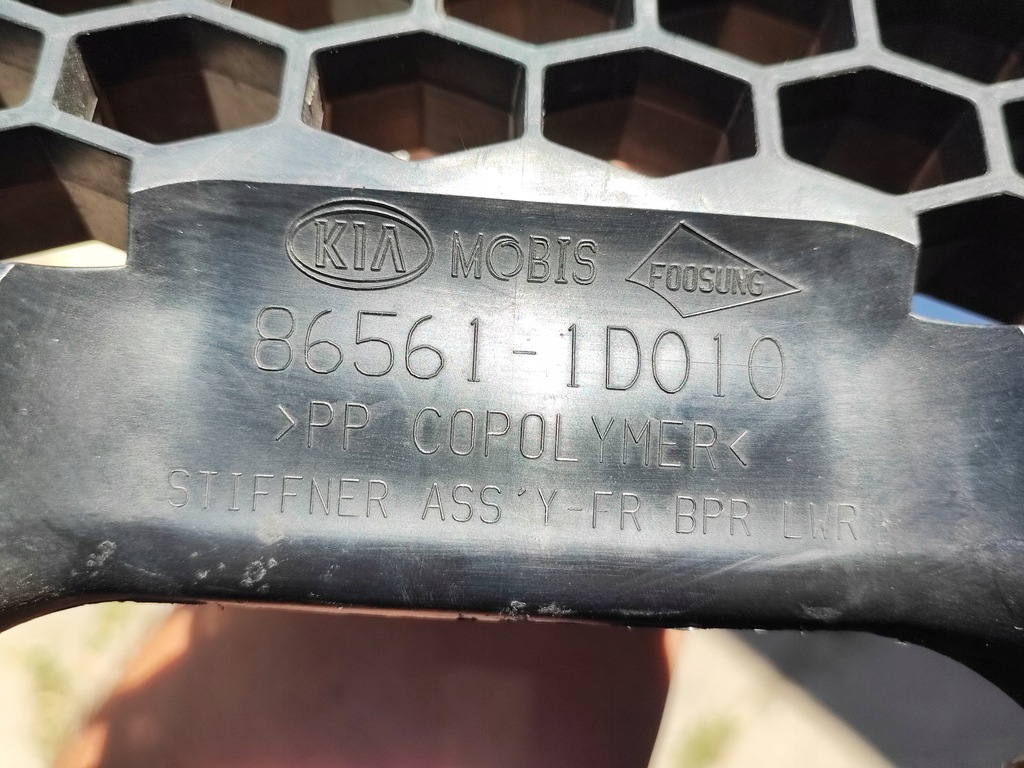 KIA MOBIS FOOSUNG
86561-1D010
>PP COPOLYMER<
STIFFNER ASS'Y-FR BPR LWR